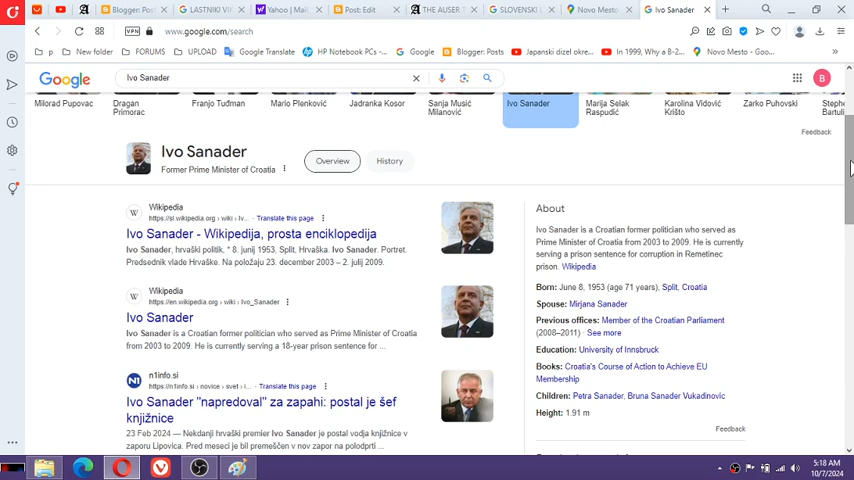 Blogger: Pos
LASTNIKI VI
Yahoo | Mai
Post: Edit
THE AUSER
SLOVENSKI L
Novo Mesto
Ivo Sanader
VPN
www.google.com/search
p
New folder
FORUMS
UPLOAD
Google Translate
HP Notebook PCs -...
Google
Blogger: Posts
Japanski dizel okre...
In 1999, Why a B-2...
Novo Mesto - Goo...
Google
Ivo Sanader
B
Milorad Pupovac
Dragan Primorac
Franjo Tuđman
Mario Plenković
Jadranka Kosor
Sanja Musić Milanović
Ivo Sanader
Marija Selak Raspudić
Karolina Vidović Krišto
Zarko Puhovski
Feedback
Ivo Sanader
Former Prime Minister of Croatia
Overview
History
Wikipedia
https://sl.wikipedia.org › wiki › Iv... · Translate this page
Ivo Sanader - Wikipedija, prosta enciklopedija
Ivo Sanader, hrvaški politik, * 8. junij 1953, Split, Hrvaška. Ivo Sanader. Portret.
Predsednik vlade Hrvaške. Na položaju 23. december 2003 – 2. julij 2009.
Wikipedia
https://en.wikipedia.org › wiki › Ivo_Sanader
Ivo Sanader
Ivo Sanader is a Croatian former politician who served as Prime Minister of Croatia
from 2003 to 2009. He is currently serving a 18-year prison sentence for ...
N1
n1info.si
https://n1info.si › novice › svet › i... · Translate this page
Ivo Sanader "napredoval" za zapahi: postal je šef
knjižnice
23 Feb 2024 — Nekdanji hrvaški premier Ivo Sanader je postal vodja knjižnice v
zaporu Lipovica. Pred meseci je bil premeščen v nov zapor na polodprti ...
About
Ivo Sanader is a Croatian former politician who served as
Prime Minister of Croatia from 2003 to 2009. He is currently
serving a prison sentence for corruption in Remetinec
prison. Wikipedia
Born: June 8, 1953 (age 71 years), Split, Croatia
Spouse: Mirjana Sanader
Previous offices: Member of the Croatian Parliament
(2008–2011) · See more
Education: University of Innsbruck
Books: Croatia's Course of Action to Achieve EU
Membership
Children: Petra Sanader, Bruna Sanader Vukadinovic
Height: 1.91 m
Feedback
5:18 AM
10/7/2024